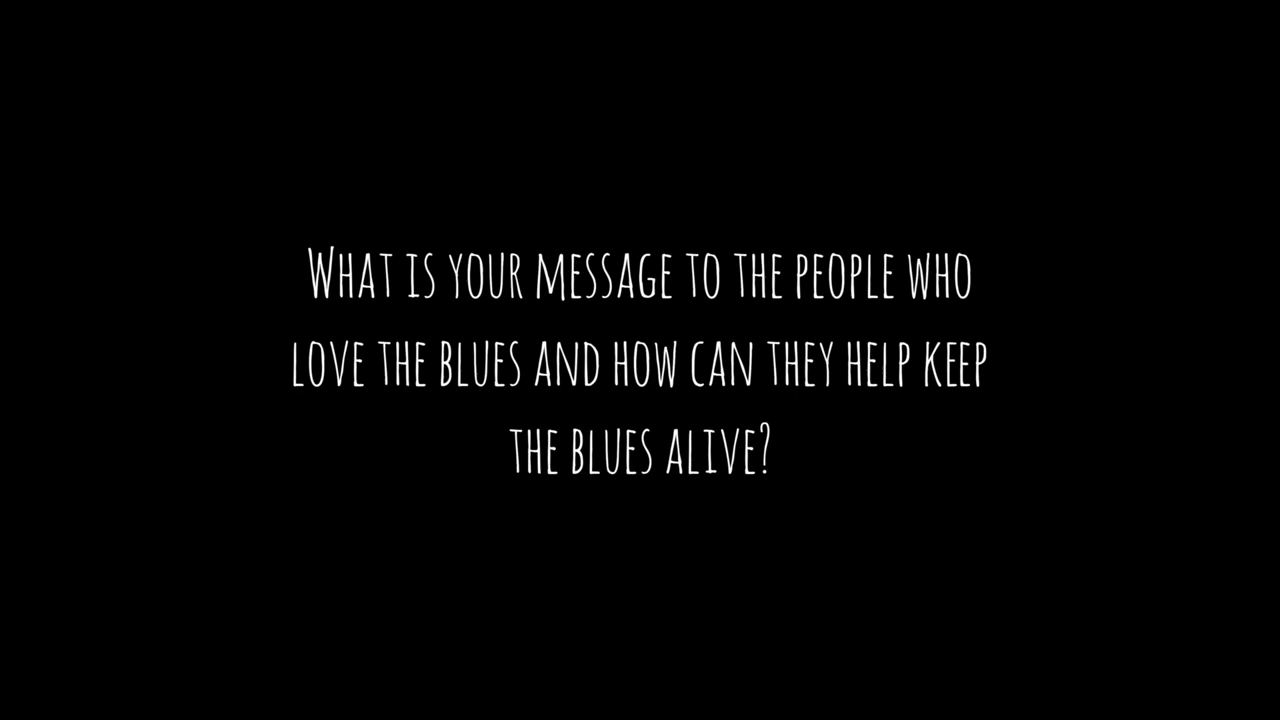 What is your message to the people who
love the blues and how can they help keep
the blues alive?